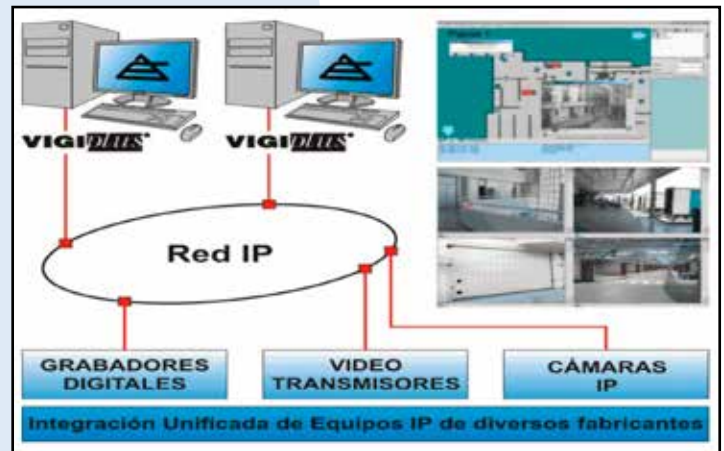 VIGIPLUS
VIGIPLUS
Red IP
GRABADORES
DIGITALES
VIDEO
TRANSMISORES
CÁMARAS
IP
Integración Unificada de Equipos IP de diversos fabricantes